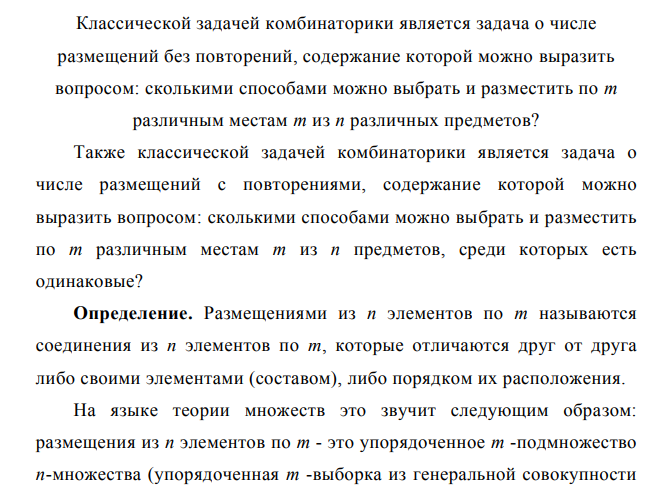 Классической задачей комбинаторики является задача о числе
размещений без повторений, содержание которой можно выразить
вопросом: сколькими способами можно выбрать и разместить по m
различным местам m из n различных предметов?
Также классической задачей комбинаторики является задача о
числе размещений с повторениями, содержание которой можно
выразить вопросом: сколькими способами можно выбрать и разместить
по m различным местам m из n предметов, среди которых есть
одинаковые?
Определение. Размещениями из n элементов по m называются
соединения из n элементов по m, которые отличаются друг от друга
либо своими элементами (составом), либо порядком их расположения.
На языке теории множеств это звучит следующим образом:
размещения из n элементов по m - это упорядоченное m -подмножество
n-множества (упорядоченная m -выборка из генеральной совокупности